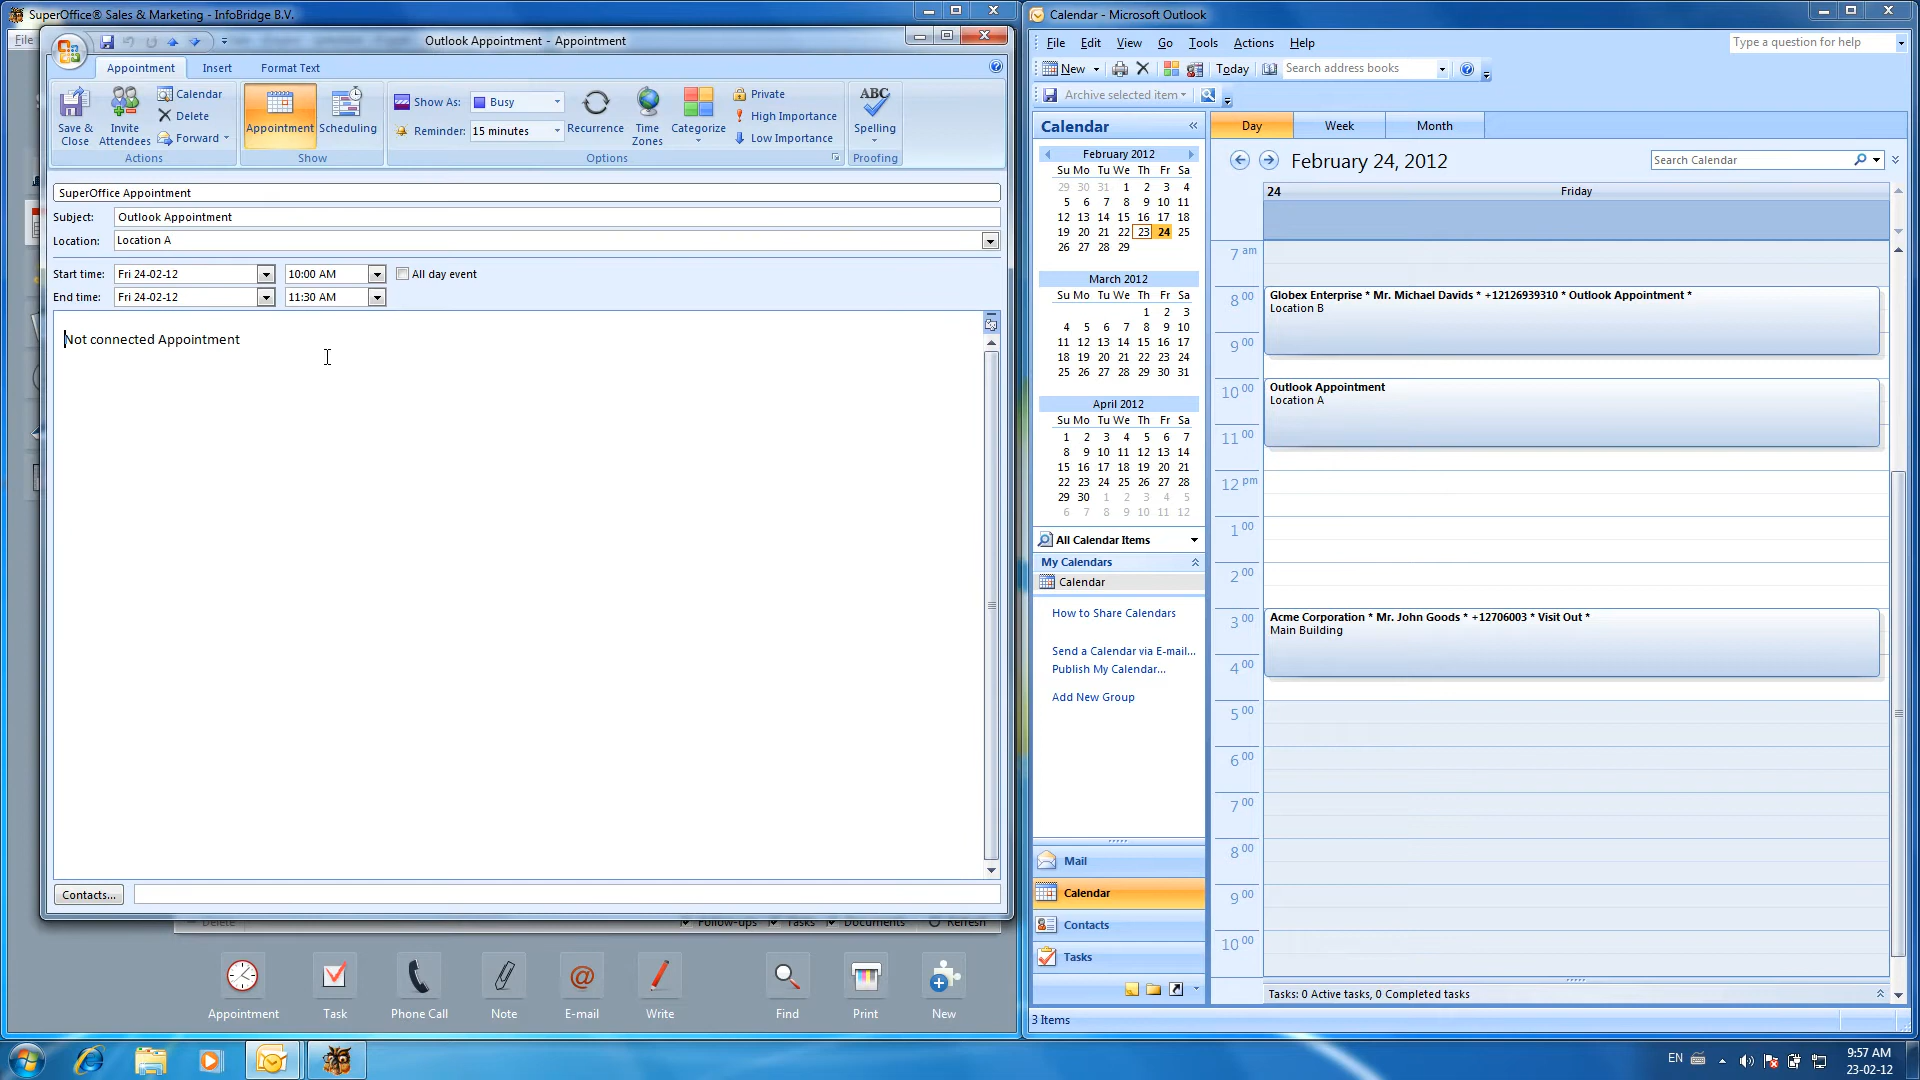 SuperOffice® Sales & Marketing - InfoBridge B.V.
File
Outlook Appointment - Appointment
Appointment Insert Format Text
Save & Close
Invite Attendees
Calendar
Delete
Forward
Actions
Appointment
Scheduling
Show
Show As: Busy
Reminder: 15 minutes
Recurrence
Time Zones
Categorize
Private
High Importance
Low Importance
Options
ABC
Spelling
Proofing
SuperOffice Appointment
Subject: Outlook Appointment
Location: Location A
Start time: Fri 24-02-12 10:00 AM All day event
End time: Fri 24-02-12 11:30 AM
Not connected Appointment
Contacts...
Delete Follow-ups Tasks Documents Refresh
Appointment Task Phone Call Note E-mail Write Find Print New
Calendar - Microsoft Outlook
File Edit View Go Tools Actions Help
Type a question for help
New Today Search address books
Archive selected item
Calendar «
February 2012
Su Mo Tu We Th Fr Sa
29 30 31 1 2 3 4
5 6 7 8 9 10 11
12 13 14 15 16 17 18
19 20 21 22 23 24 25
26 27 28 29
March 2012
Su Mo Tu We Th Fr Sa
1 2 3
4 5 6 7 8 9 10
11 12 13 14 15 16 17
18 19 20 21 22 23 24
25 26 27 28 29 30 31
April 2012
Su Mo Tu We Th Fr Sa
1 2 3 4 5 6 7
8 9 10 11 12 13 14
15 16 17 18 19 20 21
22 23 24 25 26 27 28
29 30 1 2 3 4 5
6 7 8 9 10 11 12
All Calendar Items
My Calendars
Calendar
How to Share Calendars
Send a Calendar via E-mail...
Publish My Calendar...
Add New Group
Mail
Calendar
Contacts
Tasks
3 Items
Day Week Month
February 24, 2012
Search Calendar
24 Friday
7 am
8 00
Globex Enterprise * Mr. Michael Davids * +12126939310 * Outlook Appointment *
Location B
9 00
10 00
Outlook Appointment
Location A
11 00
12 pm
1 00
2 00
3 00
Acme Corporation * Mr. John Goods * +12706003 * Visit Out *
Main Building
4 00
5 00
6 00
7 00
8 00
9 00
10 00
Tasks: 0 Active tasks, 0 Completed tasks
EN
9:57 AM
23-02-12